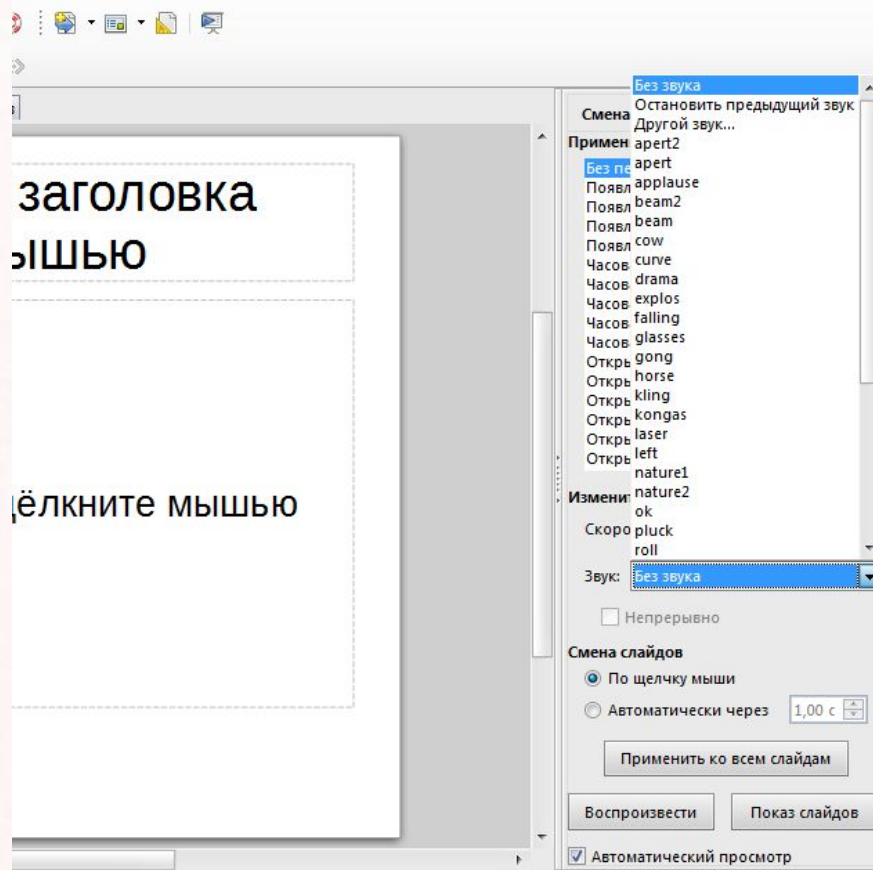 заголовка
мышью
щёлкните мышью
Смена
Примен
Без пе
Появл
Появл
Появл
Появл
Часов
Часов
Часов
Часов
Часов
Откры
Откры
Откры
Откры
Откры
Откры
Без звука
Остановить предыдущий звук
Другой звук...
apert2
apert
applause
beam2
beam
cow
curve
drama
explos
falling
glasses
gong
horse
kling
kongas
laser
left
nature1
nature2
ok
pluck
roll
Изменит
Скоро
Звук: Без звука
Непрерывно
Смена слайдов
По щелчку мыши
Автоматически через 1,00 с
Применить ко всем слайдам
Воспроизвести Показ слайдов
Автоматический просмотр